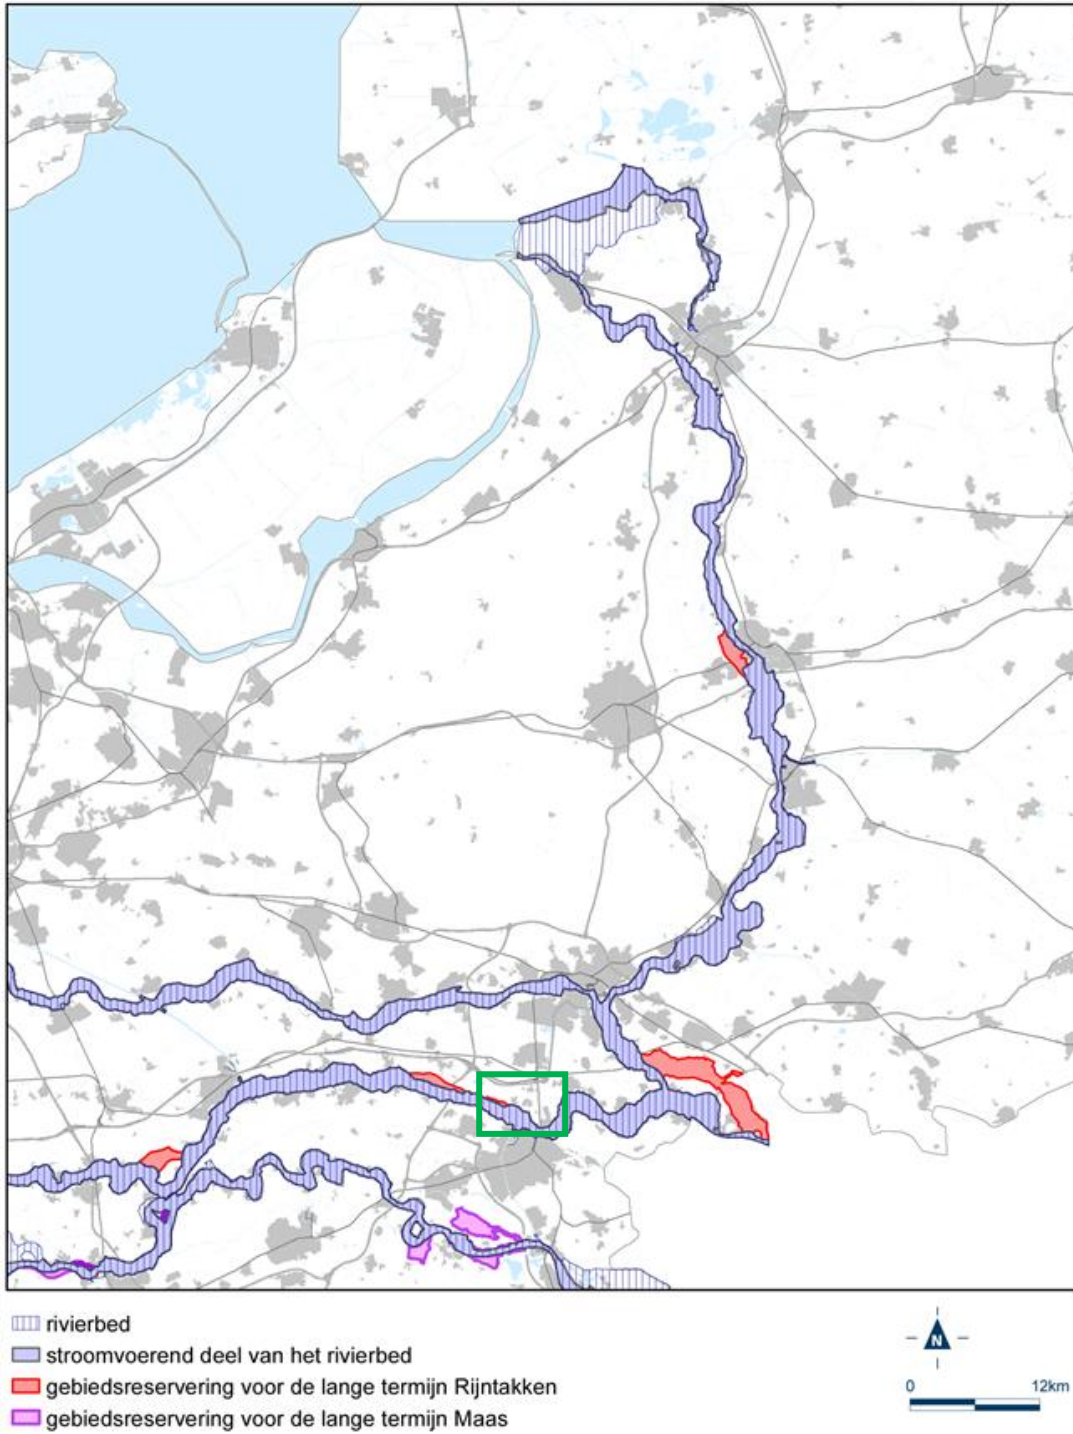 rivierbed
stroomvoerend deel van het rivierbed
gebiedsreservering voor de lange termijn Rijntakken
gebiedsreservering voor de lange termijn Maas
N
0 12km